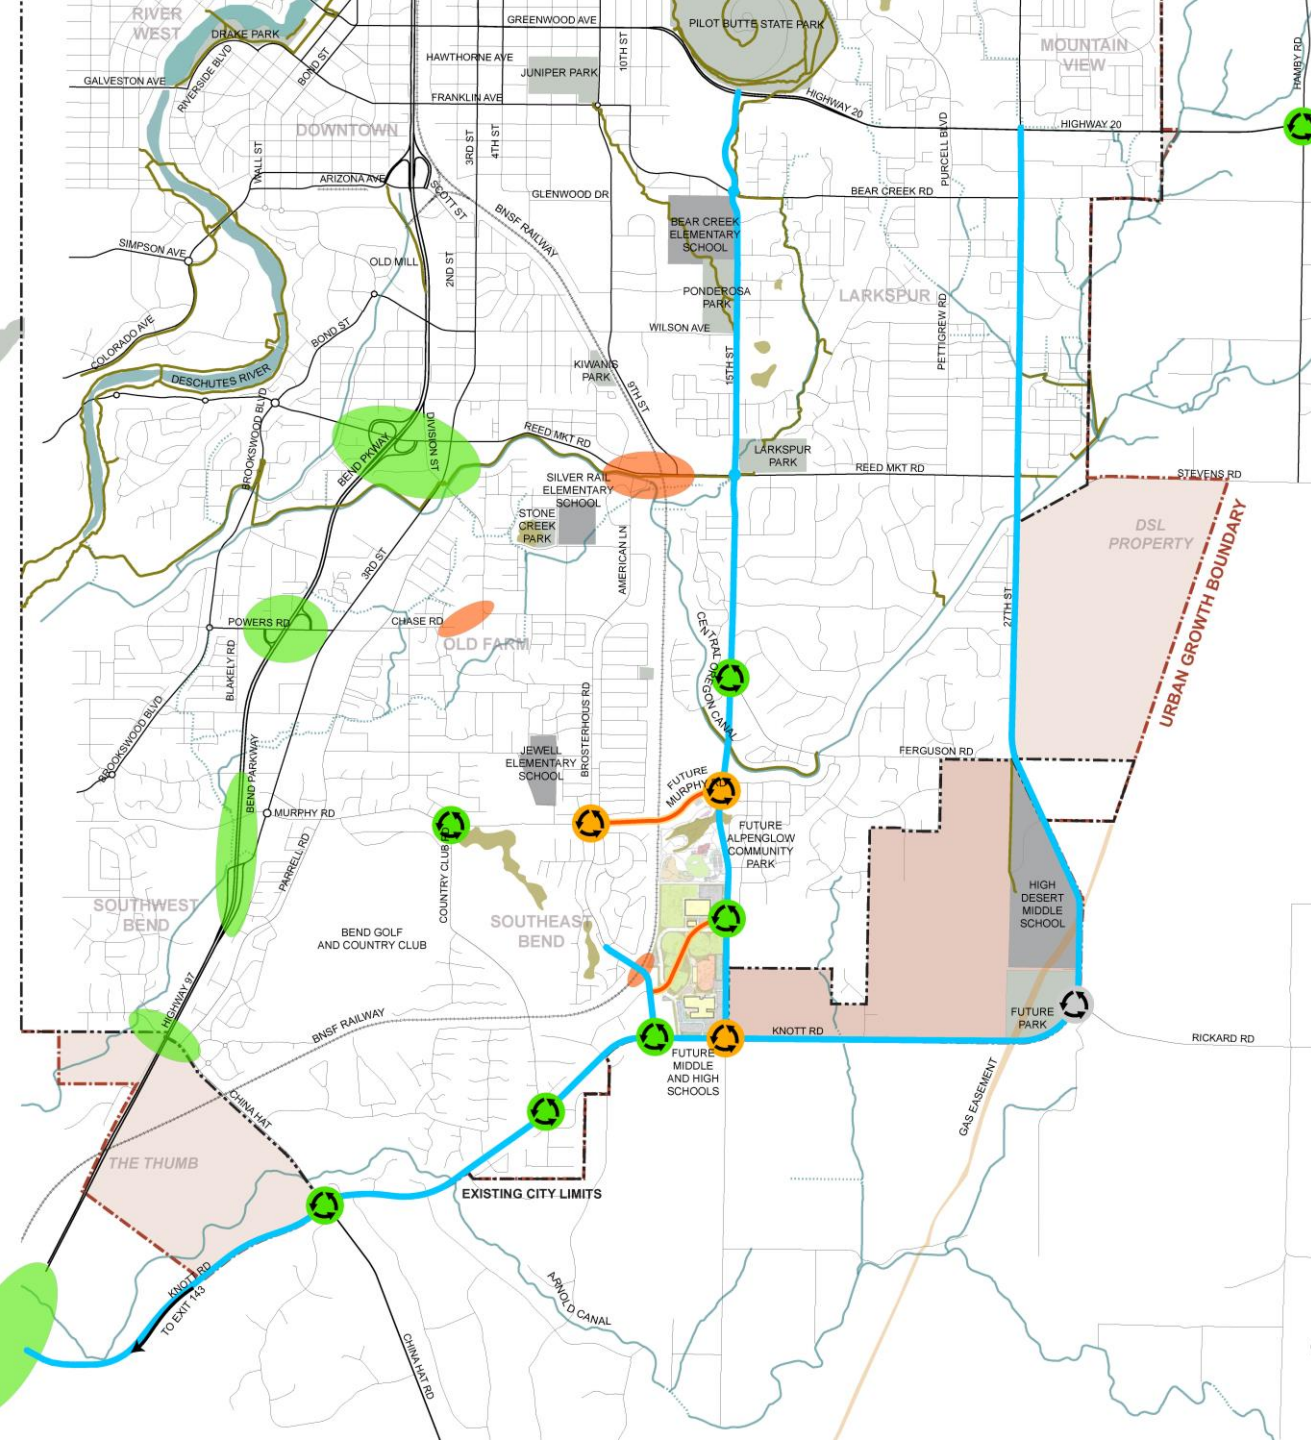 RIVER
WEST
DRAKE PARK
GREENWOOD AVE
PILOT BUTTE STATE PARK
MOUNTAIN
VIEW
HAMBY RD
GALVESTON AVE
RIVERSIDE BLVD
BOND ST
HAWTHORNE AVE
JUNIPER PARK
10TH ST
FRANKLIN AVE
HIGHWAY 20
HIGHWAY 20
PURCELL BLVD
DOWNTOWN
3RD ST
4TH ST
WALL ST
ARIZONA AVE
SCOTT ST
GLENWOOD DR
BEAR CREEK RD
BNSF RAILWAY
BEAR CREEK
ELEMENTARY
SCHOOL
SIMPSON AVE
OLD MILL
2ND ST
PONDEROSA
PARK
LARKSPUR
PETTIGREW RD
COLORADO AVE
BOND ST
WILSON AVE
DESCHUTES RIVER
KIWANIS
PARK
9TH ST
15TH ST
BROOKSWOOD BLVD
BEND PKWAY
DIVISION ST
REED MKT RD
LARKSPUR
PARK
REED MKT RD
STEVENS RD
SILVER RAIL
ELEMENTARY
SCHOOL
STONE
CREEK
PARK
AMERICAN LN
DSL
PROPERTY
URBAN GROWTH BOUNDARY
3RD ST
27TH ST
POWERS RD
CHASE RD
OLD FARM
BLAKELY RD
CENTRAL OREGON CANAL
BROOKSWOOD BLVD
BEND PARKWAY
BROSTERHOUS RD
JEWELL
ELEMENTARY
SCHOOL
FERGUSON RD
FUTURE
MURPHY RD
MURPHY RD
PARRELL RD
COUNTRY CLUB RD
FUTURE
ALPENGLOW
COMMUNITY
PARK
HIGH
DESERT
MIDDLE
SCHOOL
SOUTHWEST
BEND
SOUTHEAST
BEND
BEND GOLF
AND COUNTRY CLUB
HIGHWAY 97
BNSF RAILWAY
KNOTT RD
FUTURE
PARK
RICKARD RD
FUTURE
MIDDLE
AND HIGH
SCHOOLS
GAS EASEMENT
CHINA HAT
THE THUMB
EXISTING CITY LIMITS
KNOTT RD
TO EXIT 143
ARNOLD CANAL
CHINA HAT RD